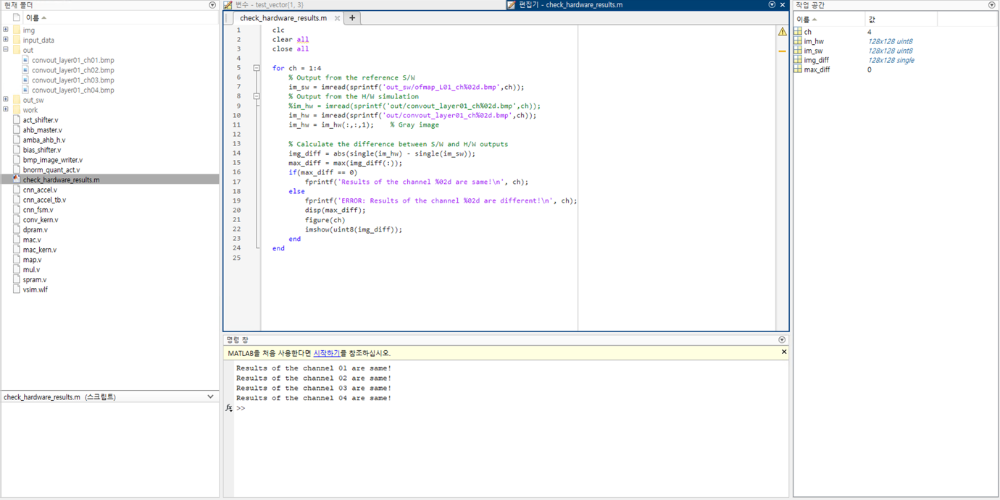 현재 폴더
이름
img
input_data
out
convout_layer01_ch01.bmp
convout_layer01_ch02.bmp
convout_layer01_ch03.bmp
convout_layer01_ch04.bmp
out_sw
work
act_shifter.v
ahb_master.v
amba_ahb_h.v
bias_shifter.v
bmp_image_writer.v
bnorm_quant_act.v
check_hardware_results.m
cnn_accel.v
cnn_accel_tb.v
cnn_fsm.v
conv_kern.v
dpram.v
mac.v
mac_kern.v
map.v
mul.v
spram.v
vsim.wlf
check_hardware_results.m (스크립트)
변수 - test_vector(1, 3)
편집기 - check_hardware_results.m
check_hardware_results.m
1 clc
2 clear all
3 close all
4
5 for ch = 1:4
6 % Output from the reference S/W
7 im_sw = imread(sprintf('out_sw/ofmap_L01_ch%02d.bmp',ch));
8 % Output from the H/W simulation
9 %im_hw = imread(sprintf('out/convout_layer01_ch%02d.bmp',ch));
10 im_hw = imread(sprintf('out/convout_layer01_ch%02d.bmp',ch));
11 im_hw = im_hw(:,:,1); % Gray image
12
13 % Calculate the difference between S/W and H/W outputs
14 img_diff = abs(single(im_hw) - single(im_sw));
15 max_diff = max(img_diff(:));
16 if(max_diff == 0)
17 fprintf('Results of the channel %02d are same!\n', ch);
18 else
19 fprintf('ERROR: Results of the channel %02d are different!\n', ch);
20 disp(max_diff);
21 figure(ch)
22 imshow(uint8(img_diff));
23 end
24 end
25
명령 창
MATLAB을 처음 사용한다면 시작하기를 참조하십시오.
Results of the channel 01 are same!
Results of the channel 02 are same!
Results of the channel 03 are same!
Results of the channel 04 are same!
fx >>
작업 공간
이름 값
ch 4
im_hw 128x128 uint8
im_sw 128x128 uint8
img_diff 128x128 single
max_diff 0